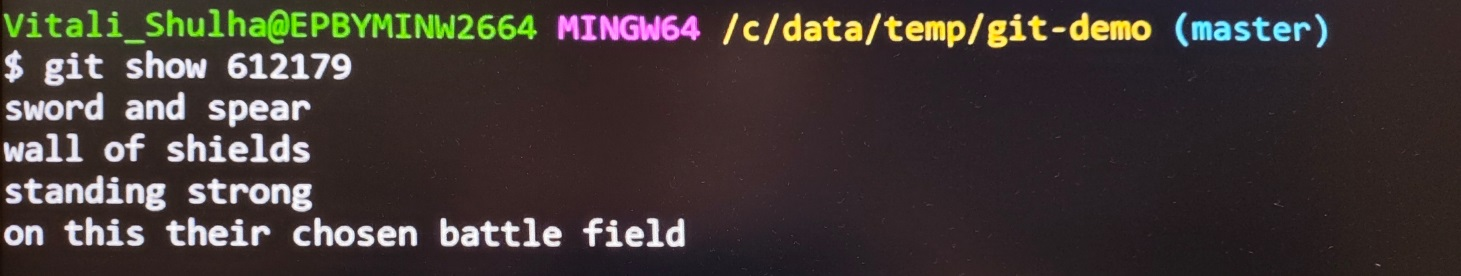 Vitali_Shulha@EPBYMINW2664 MINGW64 /c/data/temp/git-demo (master)
$ git show 612179
sword and spear
wall of shields
standing strong
on this their chosen battle field